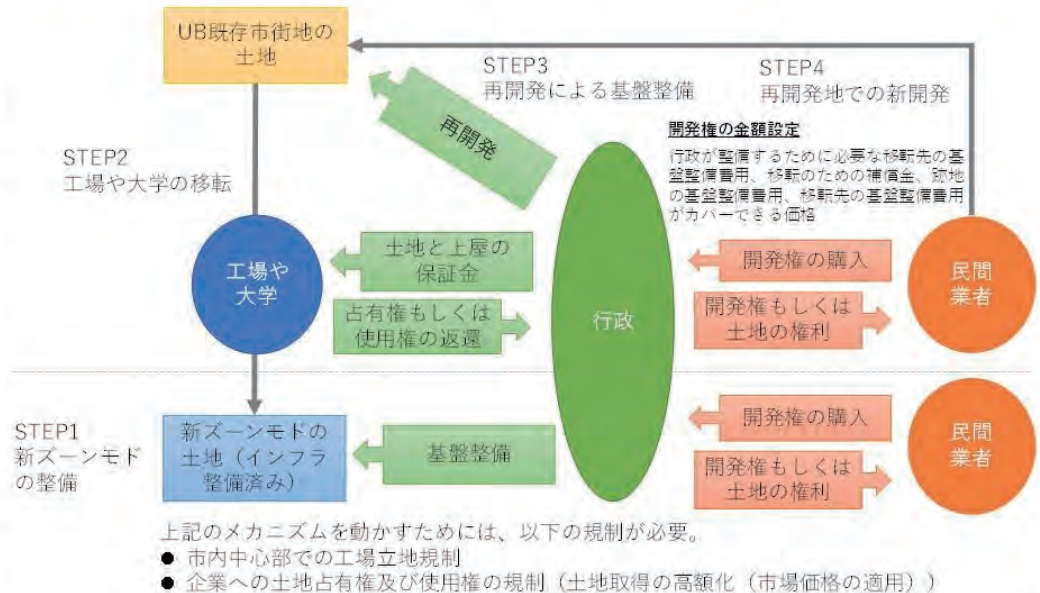 UB既存市街地の
土地
STEP3
再開発による基盤整備
STEP4
再開発地での新開発
再開発
開発権の金額設定
行政が整備するために必要な移転先の基
盤整備費用、移転のための補償金、跡地
の基盤整備費用、移転先の基盤整備費用
がカバーできる価格
STEP2
工場や大学の移転
工場や
大学
土地と上屋の
保証金
占有権もしくは
使用権の返還
行政
開発権の購入
開発権もしくは
土地の権利
民間
業者
STEP1
新ズーンモド
の整備
新ズーンモドの
土地（インフラ
整備済み）
基盤整備
開発権の購入
開発権もしくは
土地の権利
民間
業者
上記のメカニズムを動かすためには、以下の規制が必要。
● 市内中心部での工場立地規制
● 企業への土地占有権及び使用権の規制（土地取得の高額化（市場価格の適用））